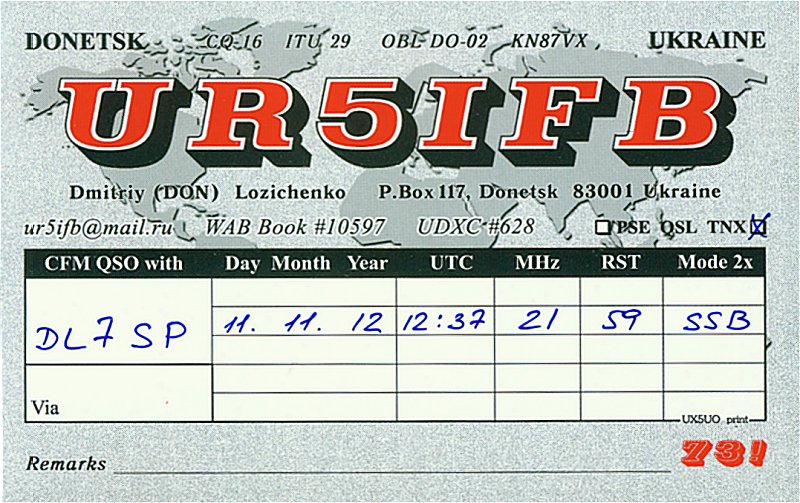 DONETSK CQ-16 ITU 29 OBL DO-02 KN87VX UKRAINE
UR5IFB
Dmitriy (DON) Lozichenko P.Box 117, Donetsk 83001 Ukraine
ur5ifb@mail.ru WAB Book #10597 UDXC #628 PSE QSL TNX
CFM QSO with Day Month Year UTC MHz RST Mode 2x
DL7SP 11. 11. 12 12:37 21 59 SSB
Via
UX5UO print
73!
Remarks